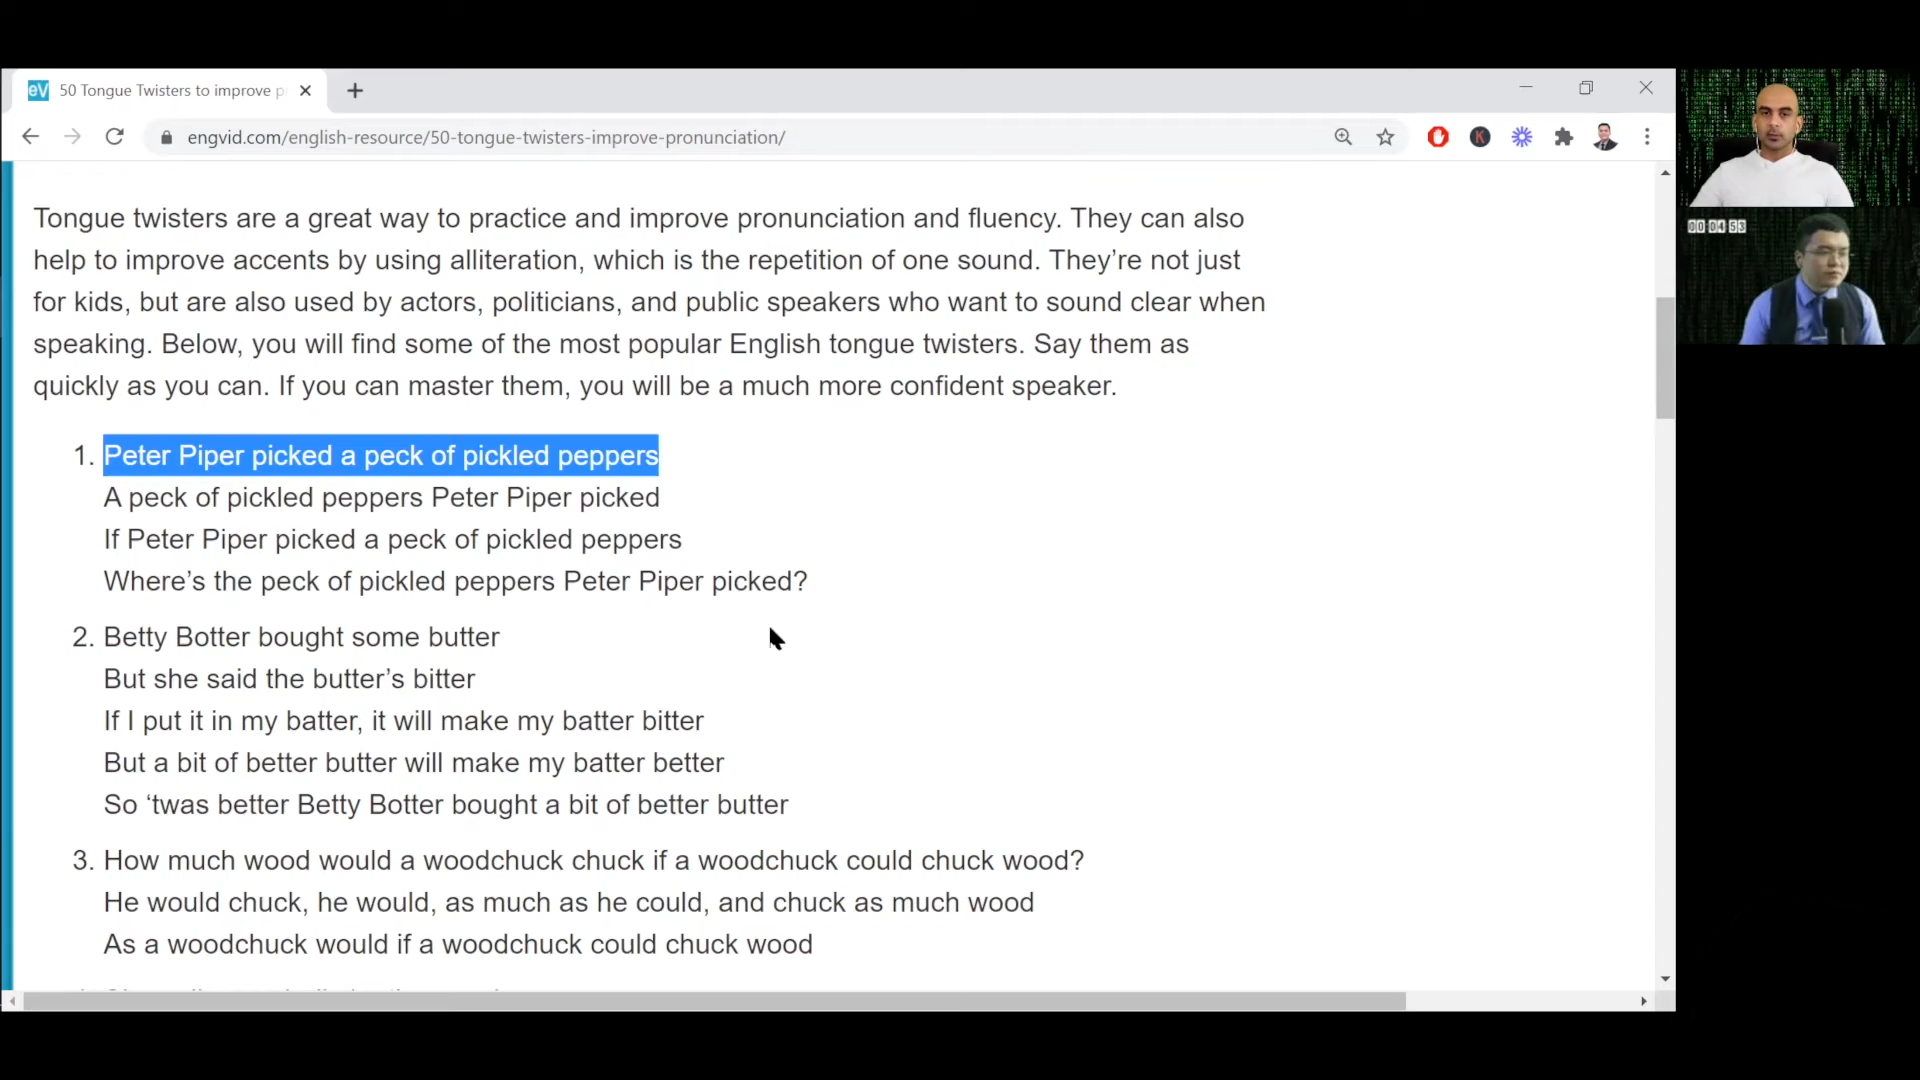 50 Tongue Twisters to improve p
engvid.com/english-resource/50-tongue-twisters-improve-pronunciation/
00:04:53
Tongue twisters are a great way to practice and improve pronunciation and fluency. They can also
help to improve accents by using alliteration, which is the repetition of one sound. They’re not just
for kids, but are also used by actors, politicians, and public speakers who want to sound clear when
speaking. Below, you will find some of the most popular English tongue twisters. Say them as
quickly as you can. If you can master them, you will be a much more confident speaker.
1. Peter Piper picked a peck of pickled peppers
A peck of pickled peppers Peter Piper picked
If Peter Piper picked a peck of pickled peppers
Where’s the peck of pickled peppers Peter Piper picked?
2. Betty Botter bought some butter
But she said the butter’s bitter
If I put it in my batter, it will make my batter bitter
But a bit of better butter will make my batter better
So ‘twas better Betty Botter bought a bit of better butter
3. How much wood would a woodchuck chuck if a woodchuck could chuck wood?
He would chuck, he would, as much as he could, and chuck as much wood
As a woodchuck would if a woodchuck could chuck wood